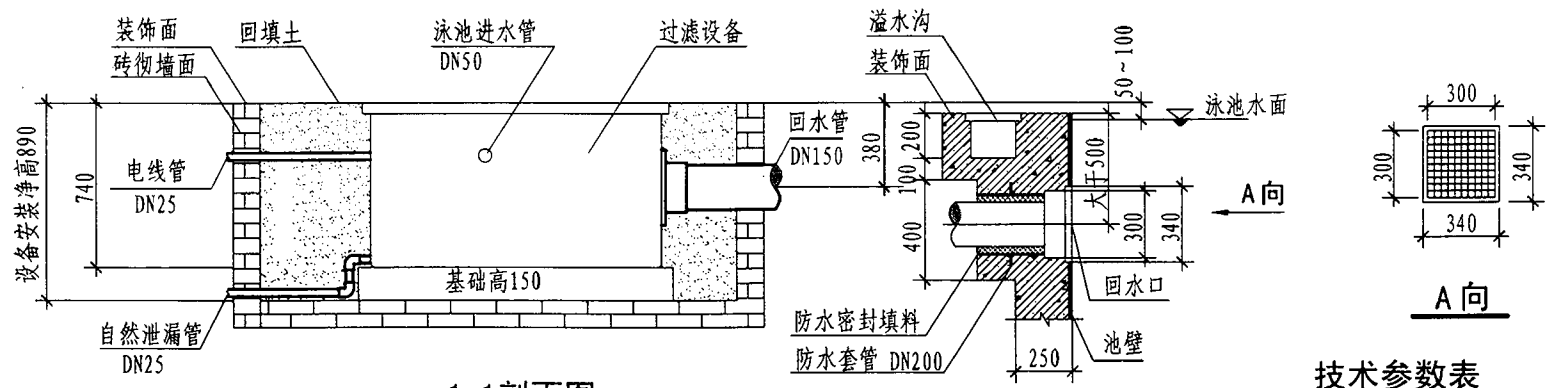 装饰面
砖彻墙面
回填土
泳池进水管
DN50
过滤设备
溢水沟
装饰面
50~100
泳池水面
300
300
340
340
A向
设备安装净高890
740
电线管
DN25
回水管
DN150
380
200
100
400
大于500
300
340
A向
基础高150
自然泄漏管
DN25
防水密封填料
防水套管 DN200
250
回水口
池壁
技术参数表